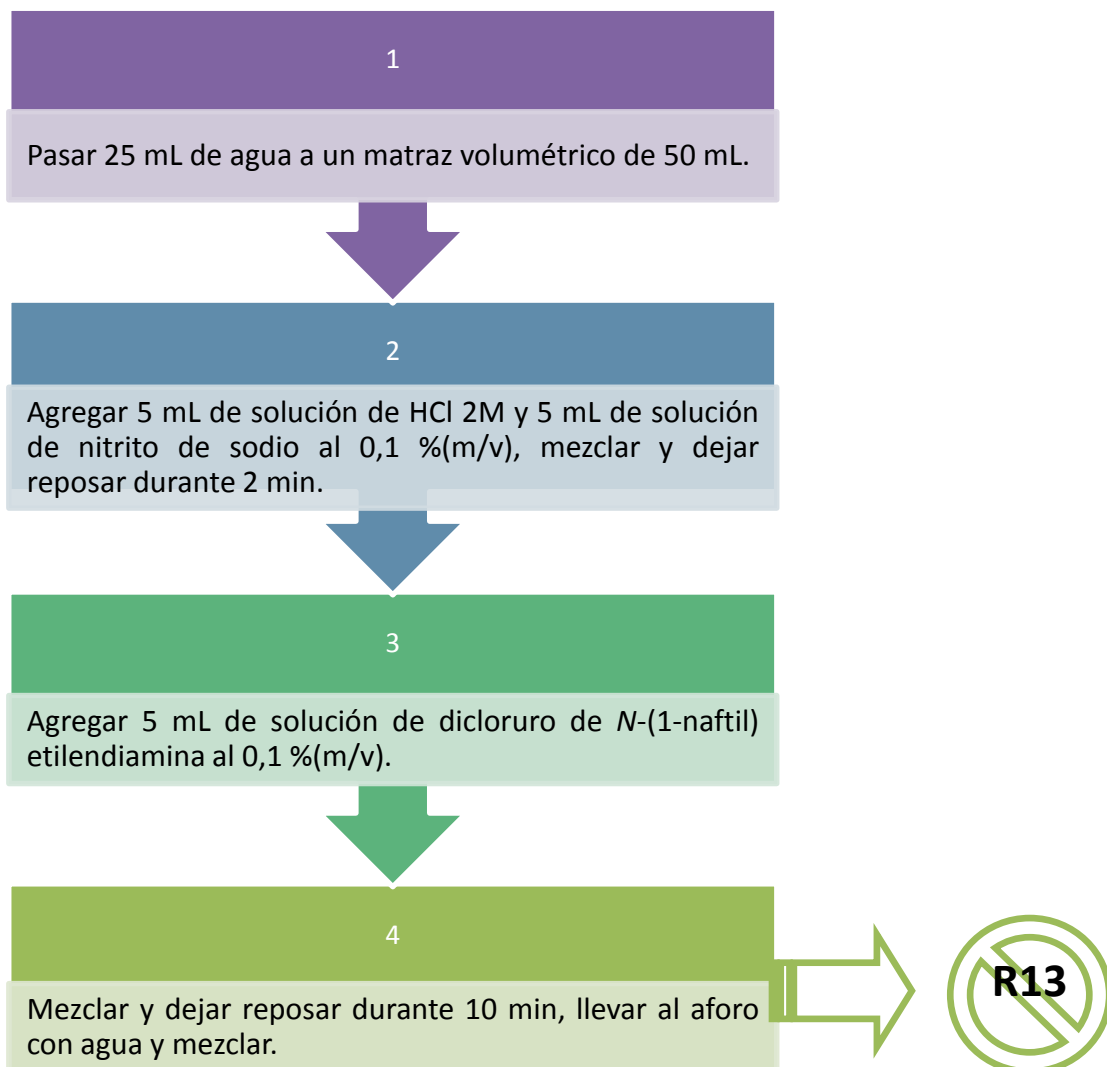 1
Pasar 25 mL de agua a un matraz volumétrico de 50 mL.
2
Agregar 5 mL de solución de HCl 2M y 5 mL de solución
de nitrito de sodio al 0,1 %(m/v), mezclar y dejar
reposar durante 2 min.
3
Agregar 5 mL de solución de dicloruro de N-(1-naftil)
etilendiamina al 0,1 %(m/v).
4
Mezclar y dejar reposar durante 10 min, llevar al aforo
con agua y mezclar.
R13